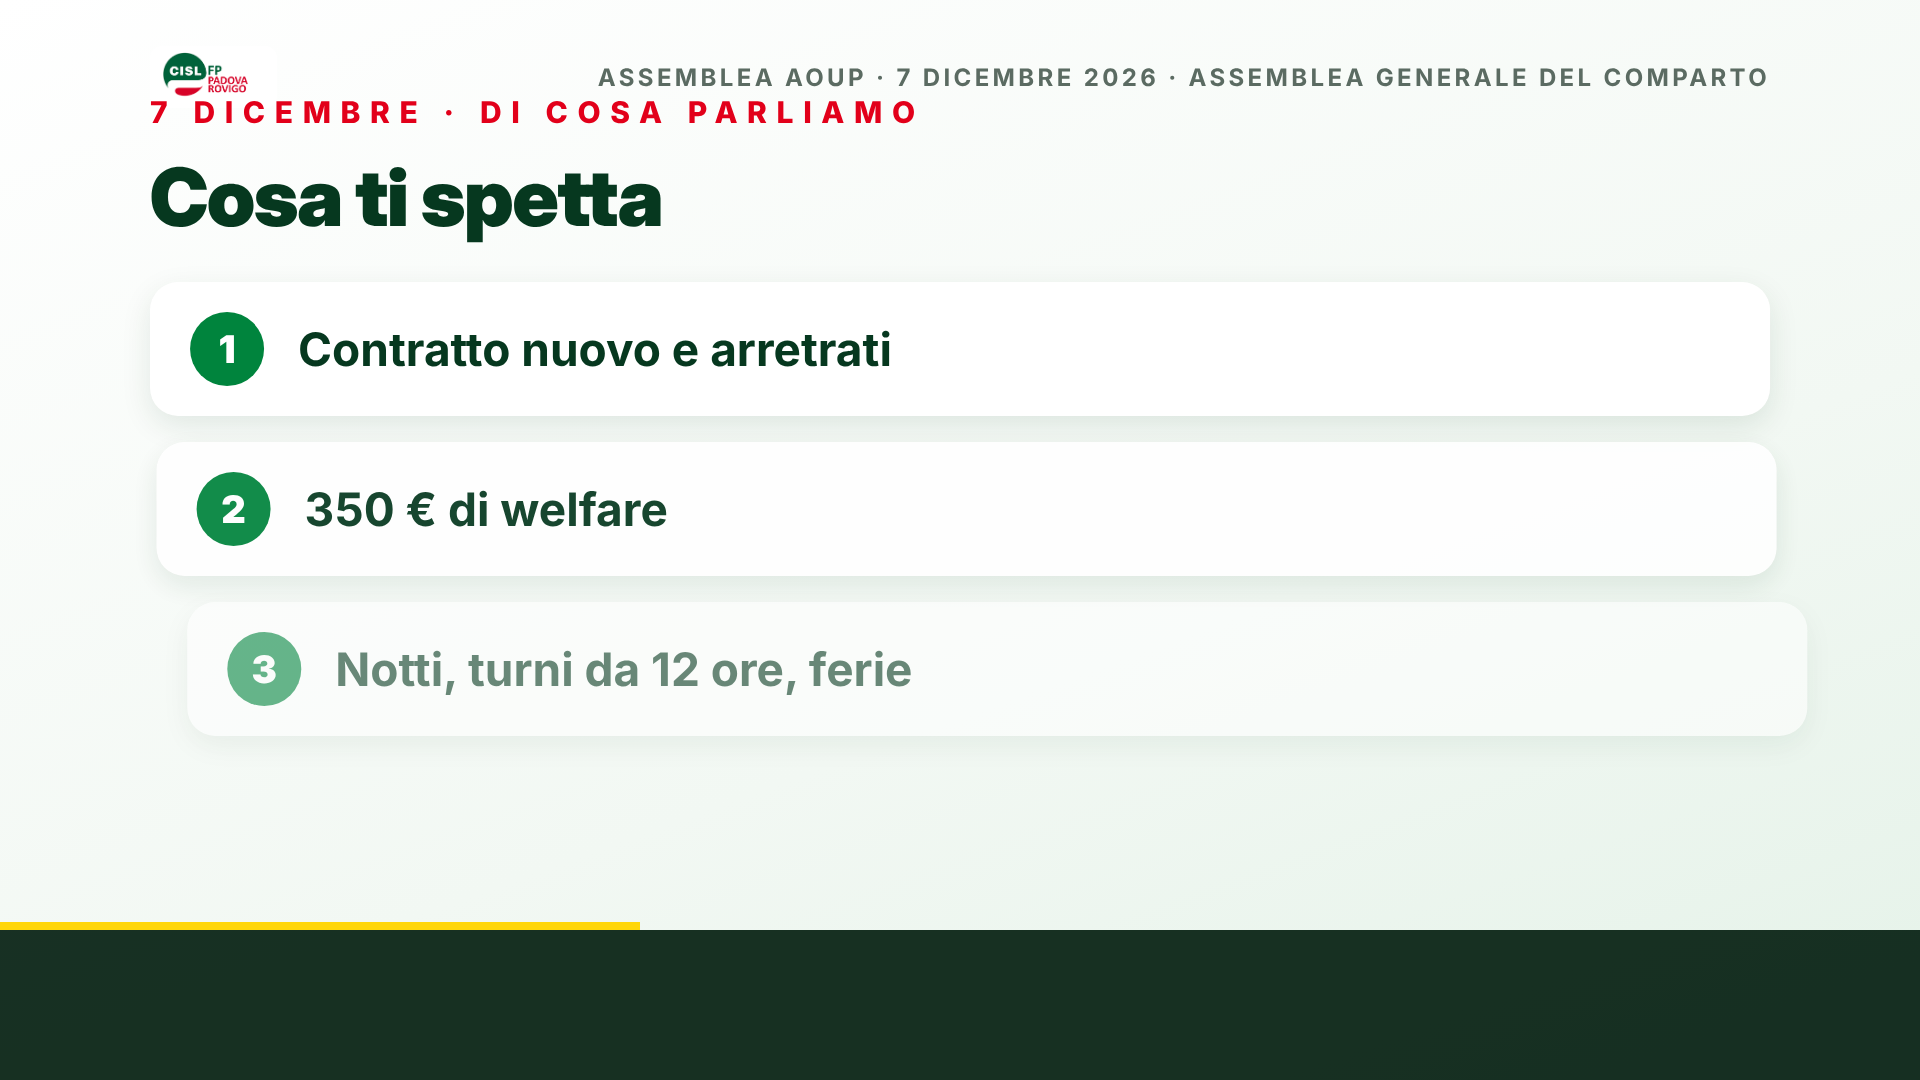 CISL FP
PADOVA
ROVIGO
ASSEMBLEA AOUP · 7 DICEMBRE 2026 · ASSEMBLEA GENERALE DEL COMPARTO
7 DICEMBRE · DI COSA PARLIAMO
Cosa ti spetta
1 Contratto nuovo e arretrati
2 350 € di welfare
3 Notti, turni da 12 ore, ferie